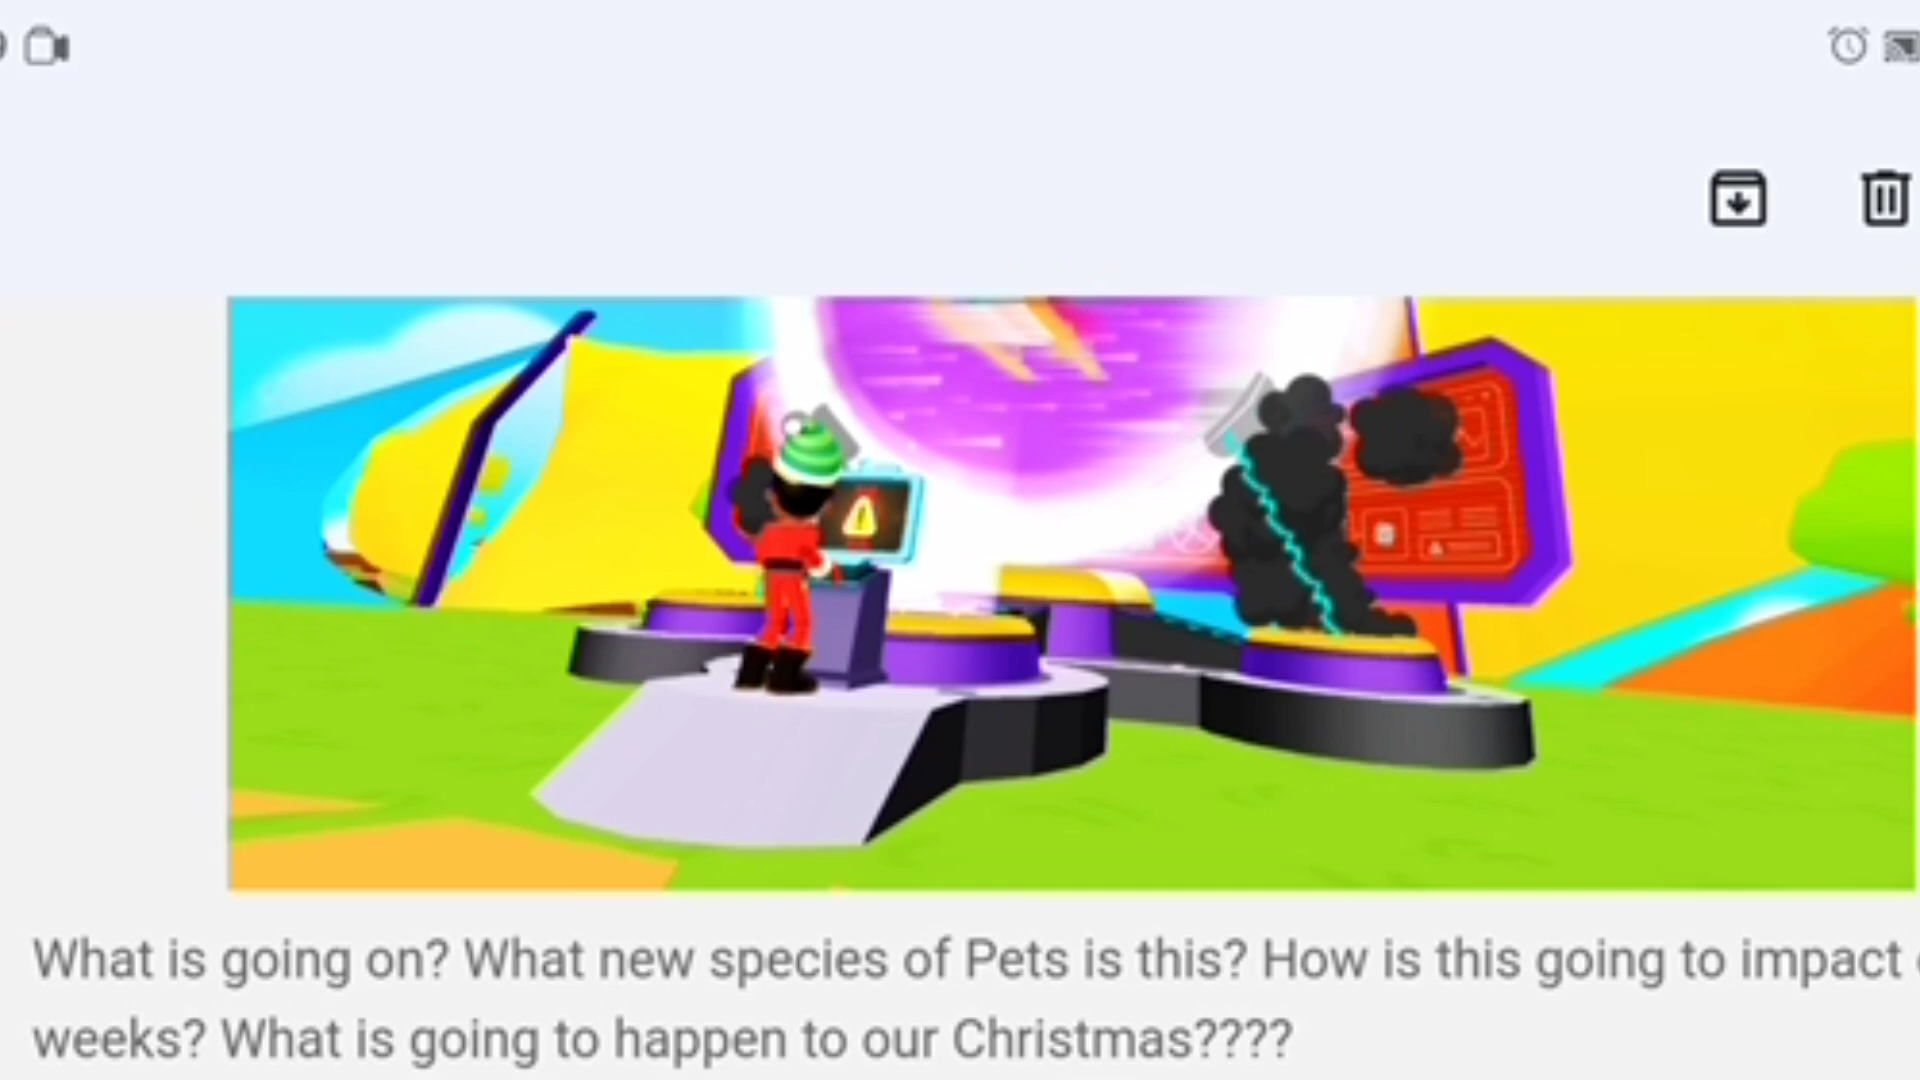 What is going on? What new species of Pets is this? How is this going to impact
weeks? What is going to happen to our Christmas????